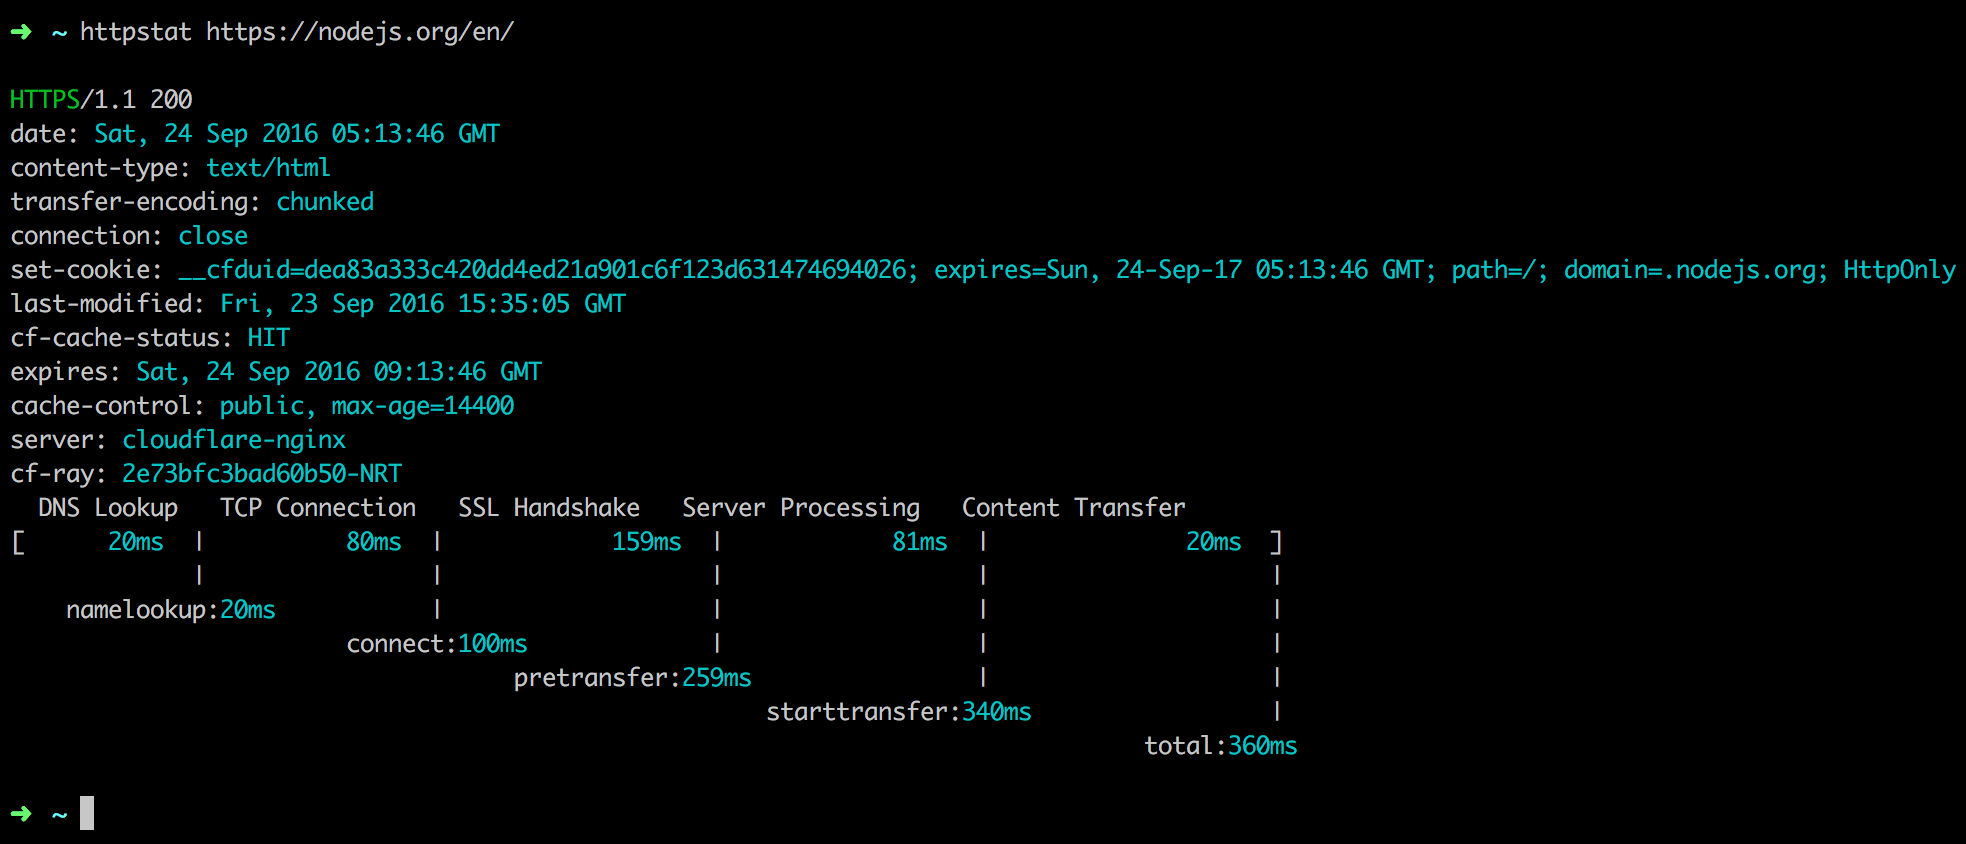 ➜ ~ httpstat https://nodejs.org/en/
HTTPS/1.1 200
date: Sat, 24 Sep 2016 05:13:46 GMT
content-type: text/html
transfer-encoding: chunked
connection: close
set-cookie: __cfduid=dea83a333c420dd4ed21a901c6f123d631474694026; expires=Sun, 24-Sep-17 05:13:46 GMT; path=/; domain=.nodejs.org; HttpOnly
last-modified: Fri, 23 Sep 2016 15:35:05 GMT
cf-cache-status: HIT
expires: Sat, 24 Sep 2016 09:13:46 GMT
cache-control: public, max-age=14400
server: cloudflare-nginx
cf-ray: 2e73bfc3bad60b50-NRT
DNS Lookup   TCP Connection   SSL Handshake   Server Processing   Content Transfer
[      20ms  |          80ms  |            159ms  |            81ms  |              20ms  ]
|                |                   |                  |                    |
namelookup:20ms           |                   |                  |                    |
connect:100ms             |                  |                    |
pretransfer:259ms                |                    |
starttransfer:340ms                 |
total:360ms
➜ ~